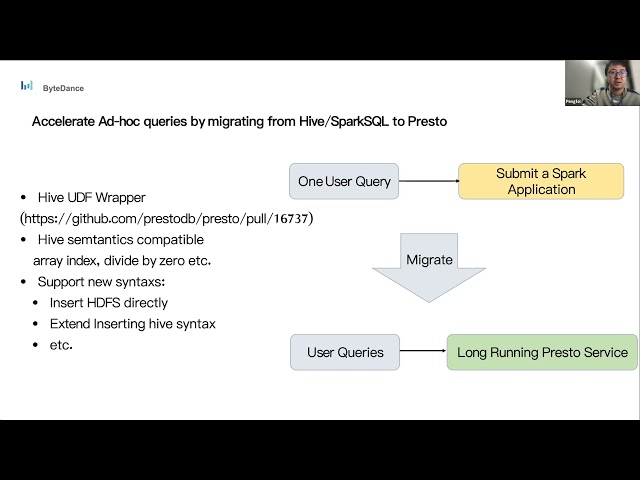 ByteDance
Accelerate Ad-hoc queries by migrating from Hive/SparkSQL to Presto
• Hive UDF Wrapper
(https://github.com/prestodb/presto/pull/16737)
• Hive semtantics compatible
array index, divide by zero etc.
• Support new syntaxs:
• Insert HDFS directly
• Extend Inserting hive syntax
• etc.
One User Query
Submit a Spark
Application
Migrate
User Queries
Long Running Presto Service